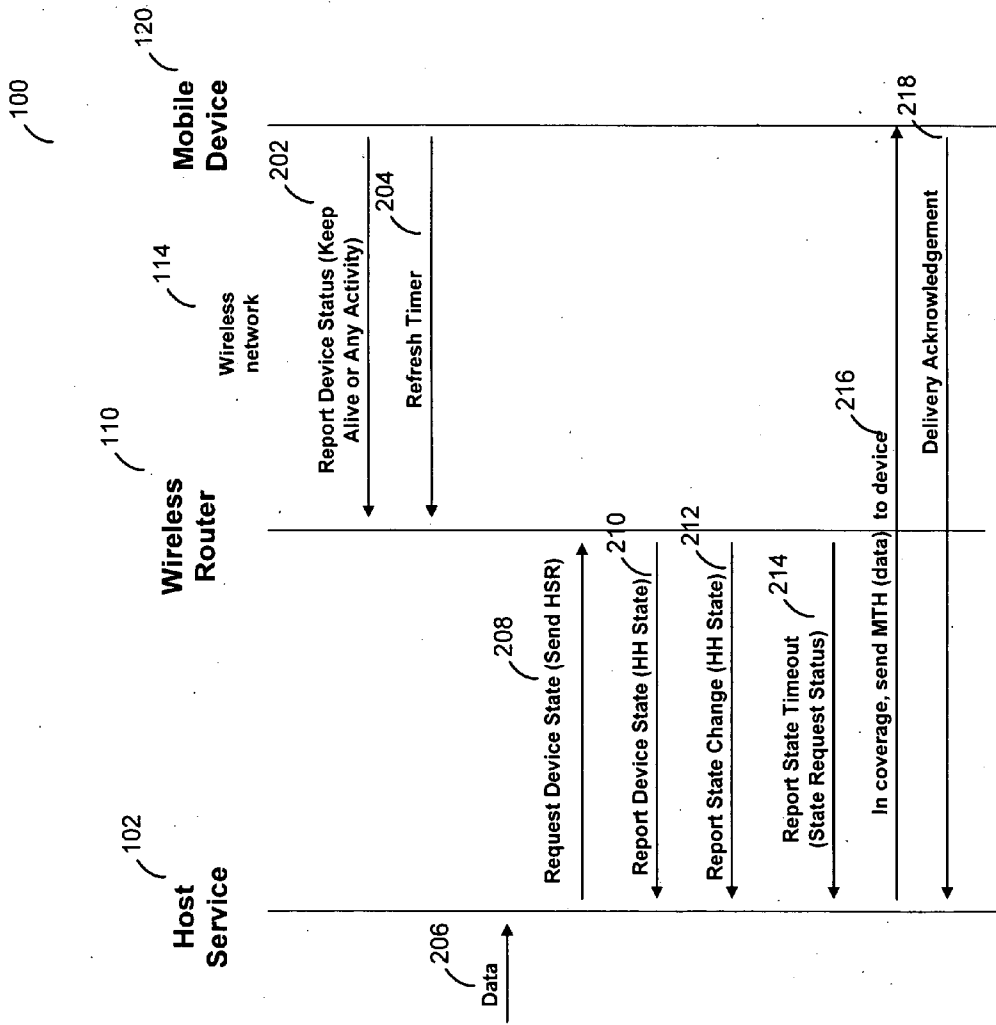 100
Host
Service
102
Wireless
Router
110
Wireless
network
114
Mobile
Device
120
Report Device Status (Keep
Alive or Any Activity)
202
Refresh Timer
204
Data
206
Request Device State (Send HSR)
208
Report Device State (HH State)
210
Report State Change (HH State)
212
Report State Timeout
(State Request Status)
214
In coverage, send MTH (data) to device
216
Delivery Acknowledgement
218